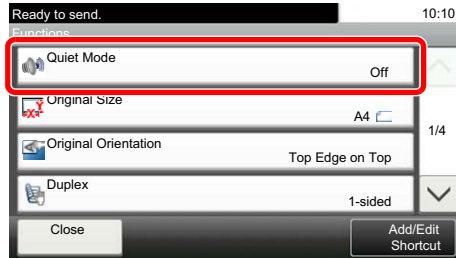 Ready to send.
10:10
Functions
Quiet Mode
Off
Original Size
A4
1/4
Original Orientation
Top Edge on Top
Duplex
1-sided
Close
Add/Edit
Shortcut